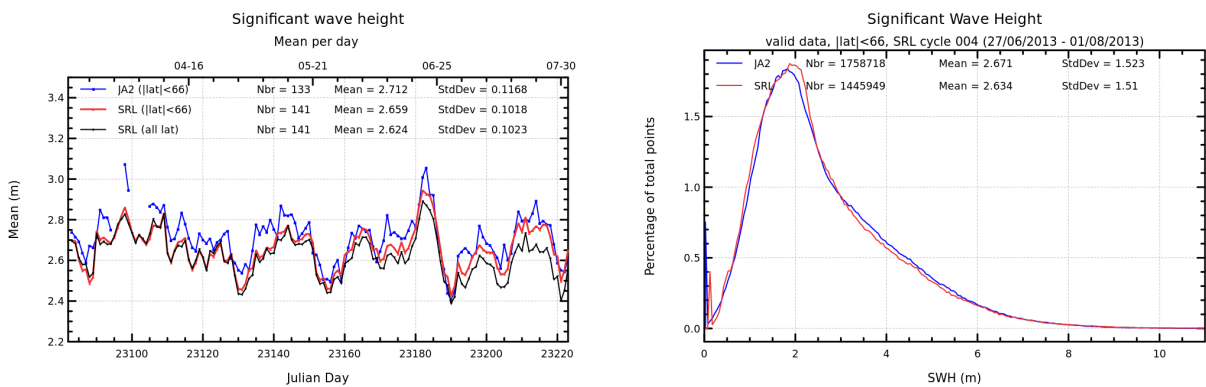 Significant wave height
Mean per day
04-16 05-21 06-25 07-30
JA2 (|lat|<66) Nbr = 133 Mean = 2.712 StdDev = 0.1168
SRL (|lat|<66) Nbr = 141 Mean = 2.659 StdDev = 0.1018
SRL (all lat) Nbr = 141 Mean = 2.624 StdDev = 0.1023
3.4
3.2
3.0
2.8
2.6
2.4
2.2
Mean (m)
23100 23120 23140 23160 23180 23200 23220
Julian Day
Significant Wave Height
valid data, |lat|<66, SRL cycle 004 (27/06/2013 - 01/08/2013)
JA2 Nbr = 1758718 Mean = 2.671 StdDev = 1.523
SRL Nbr = 1445949 Mean = 2.634 StdDev = 1.51
1.5
1.0
0.5
0.0
Percentage of total points
0 2 4 6 8 10
SWH (m)